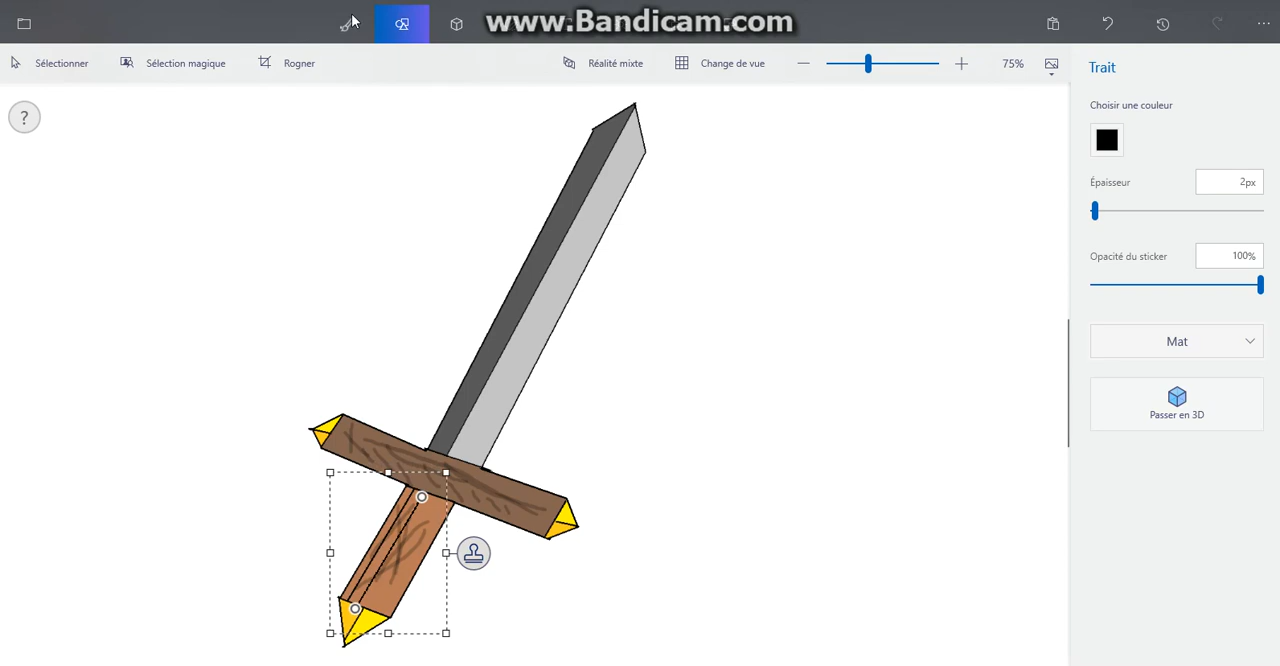 www.Bandicam.com
Sélectionner Sélection magique Rogner Réalité mixte Change de vue 75%
Trait
?
Choisir une couleur
Épaisseur 2px
Opacité du sticker 100%
Mat
Passer en 3D